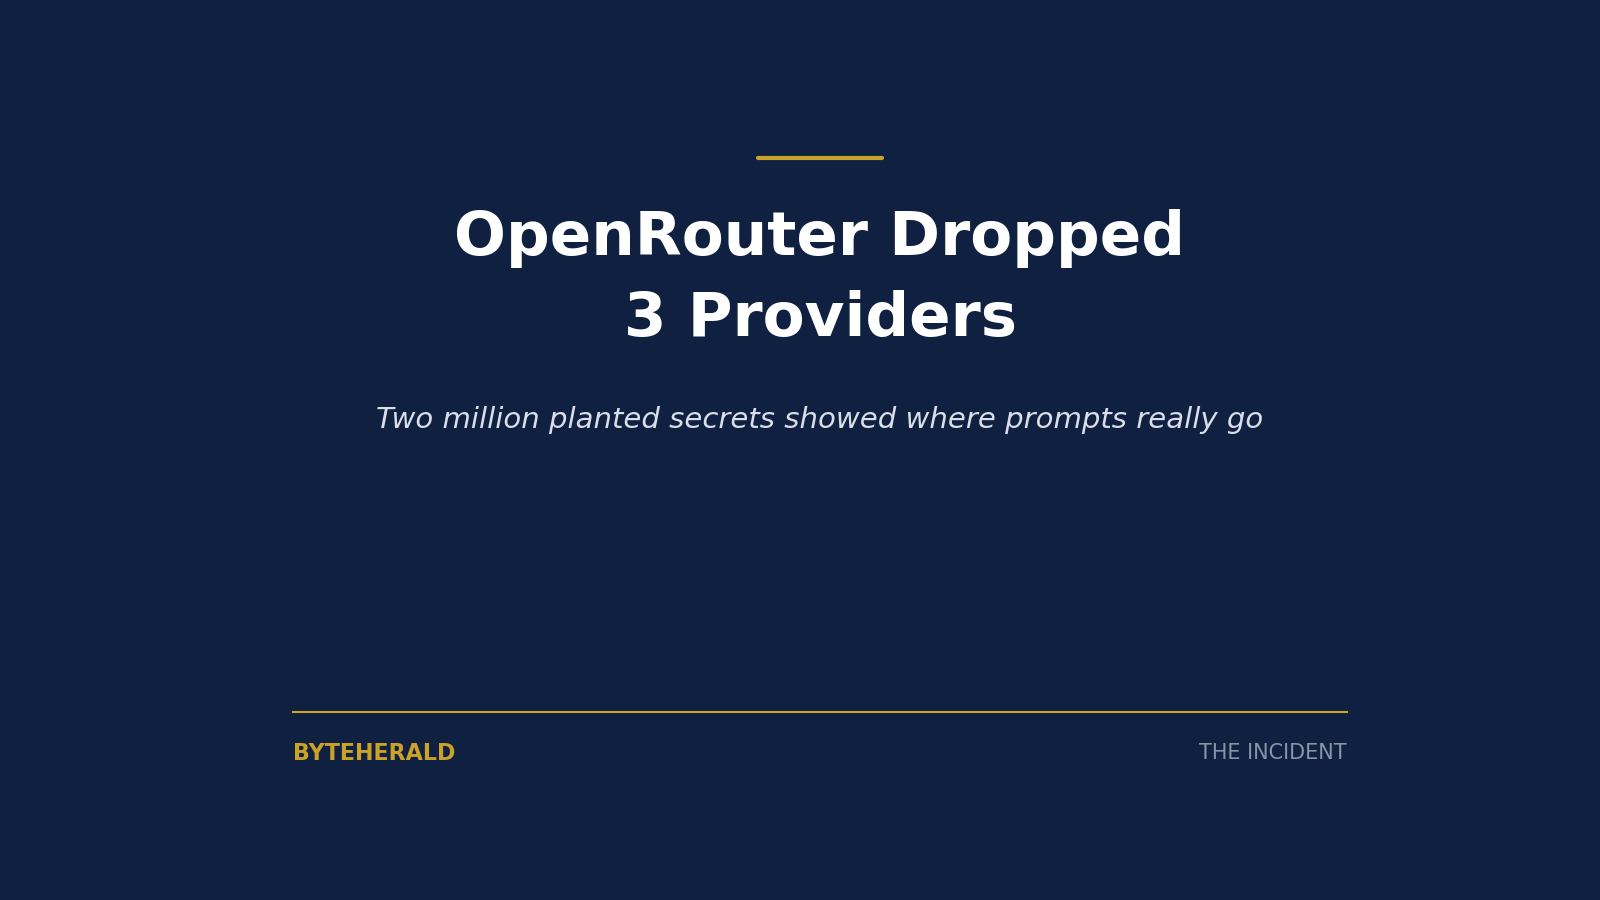 OpenRouter Dropped
3 Providers
Two million planted secrets showed where prompts really go
BYTEHERALD
THE INCIDENT